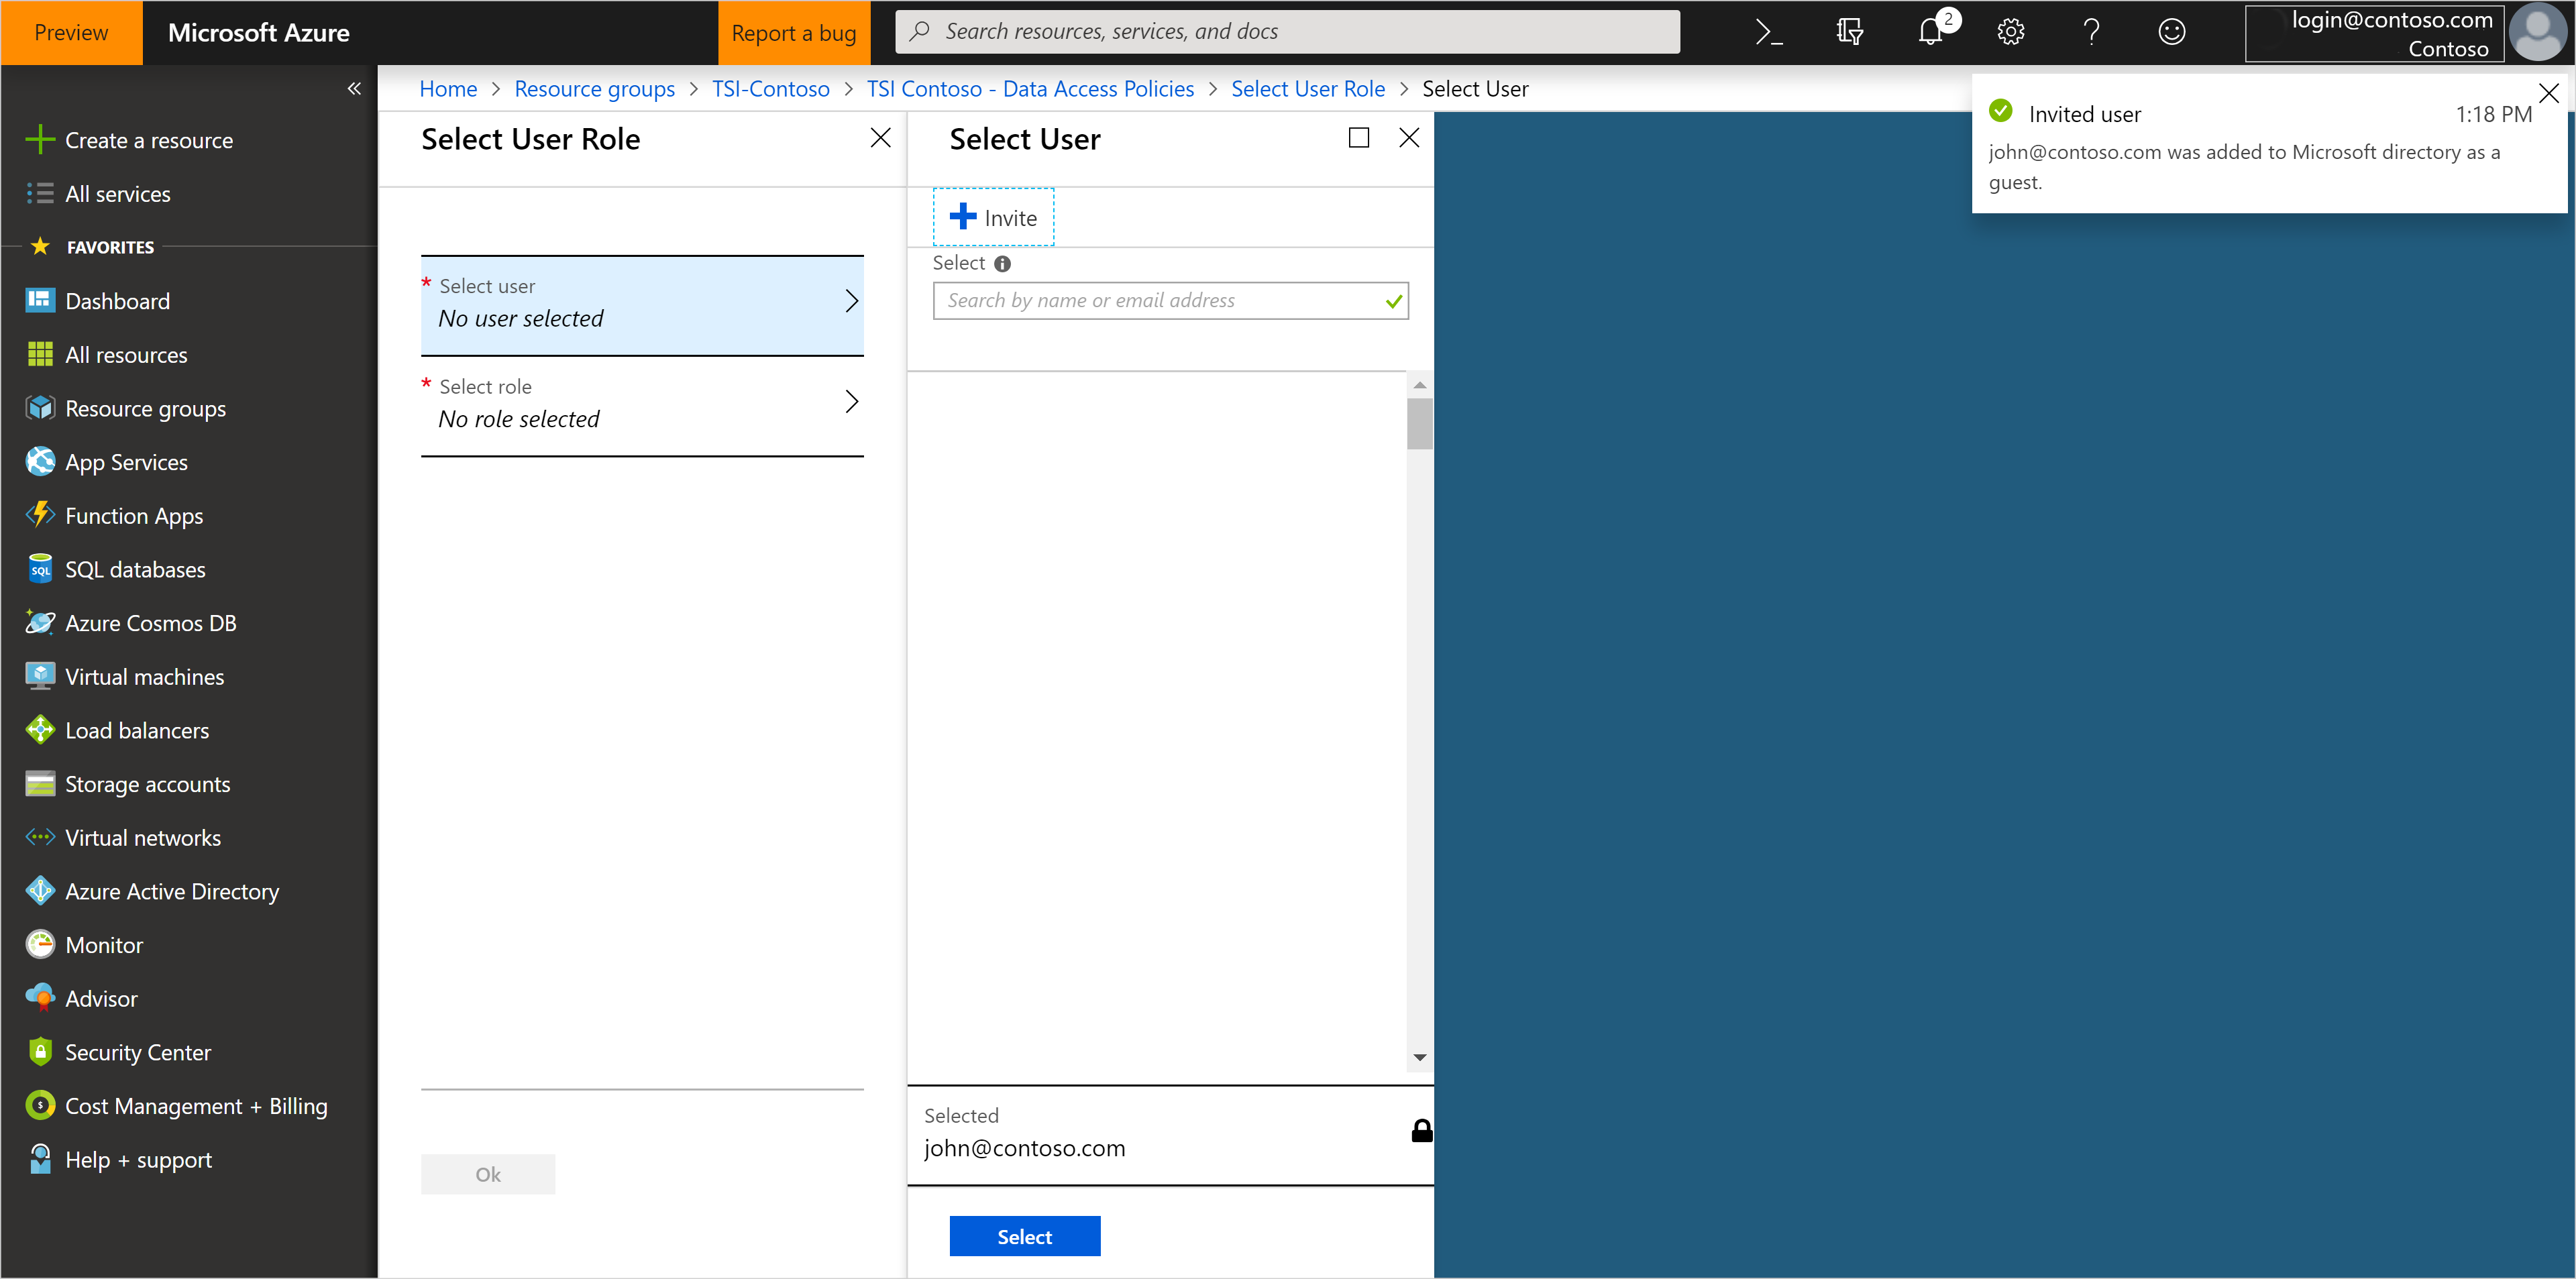 Preview
Microsoft Azure
Report a bug
Search resources, services, and docs
2
login@contoso.com
Contoso
Home > Resource groups > TSI-Contoso > TSI Contoso - Data Access Policies > Select User Role > Select User
Invited user
1:18 PM
john@contoso.com was added to Microsoft directory as a
guest.
Create a resource
All services
FAVORITES
Dashboard
All resources
Resource groups
App Services
Function Apps
SQL
SQL databases
Azure Cosmos DB
Virtual machines
Load balancers
Storage accounts
Virtual networks
Azure Active Directory
Monitor
Advisor
Security Center
$
Cost Management + Billing
Help + support
Select User Role
* Select user
No user selected
* Select role
No role selected
Ok
Select User
Invite
Select
Search by name or email address
Selected
john@contoso.com
Select